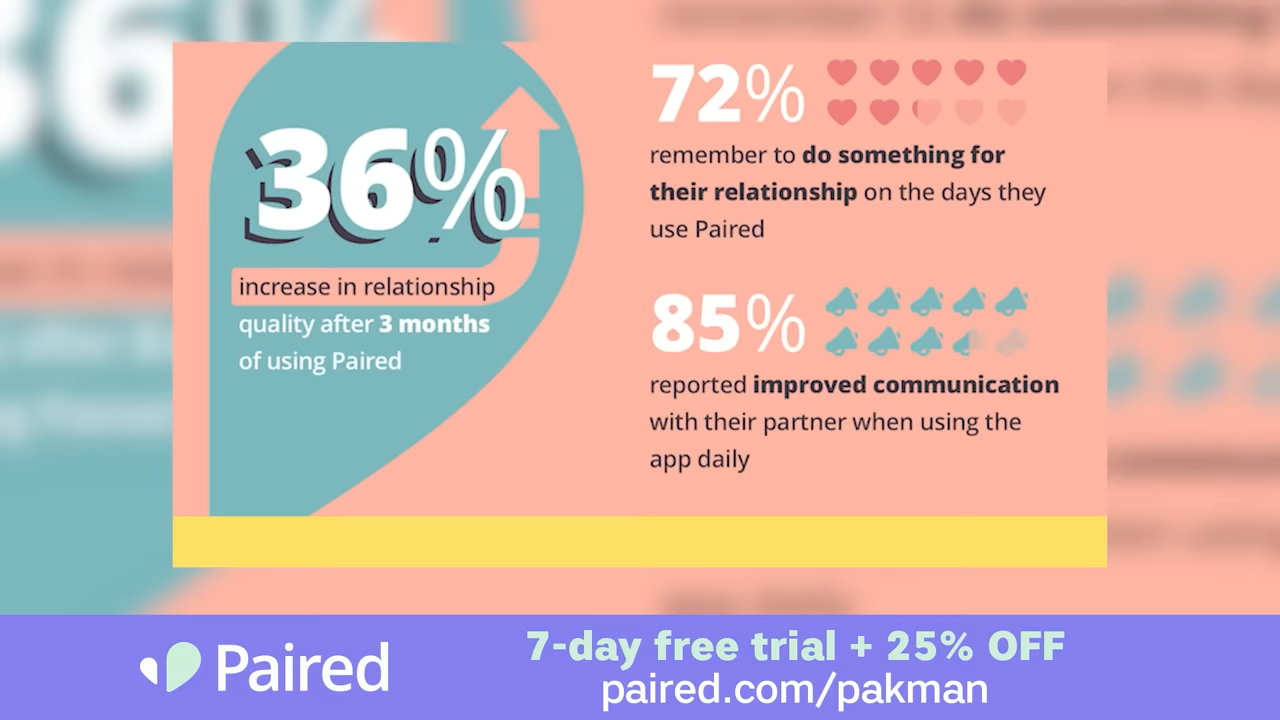 36%
increase in relationship
quality after 3 months
of using Paired
72%
remember to do something for
their relationship on the days they
use Paired
85%
reported improved communication
with their partner when using the
app daily
Paired
7-day free trial + 25% OFF
paired.com/pakman